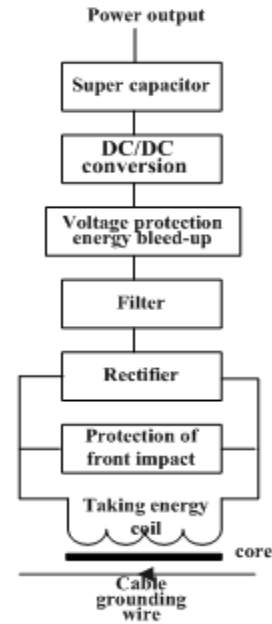 Power output
Super capacitor
DC/DC
conversion
Voltage protection
energy bleed-up
Filter
Rectifier
Protection of
front impact
Taking energy
coil
core
Cable
grounding
wire